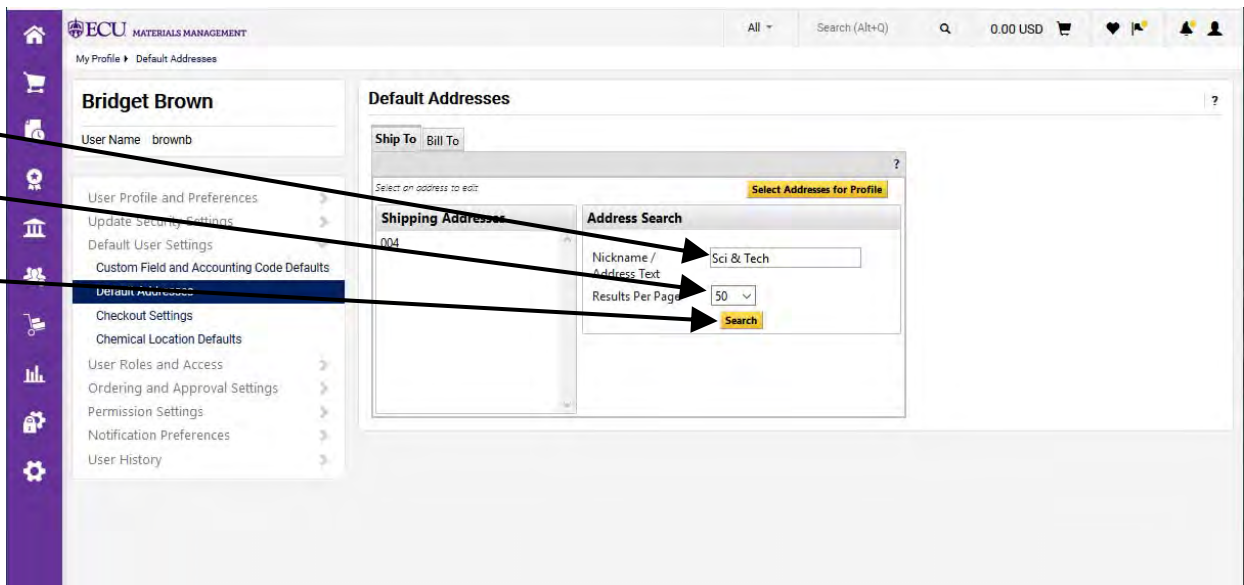 ECU MATERIALS MANAGEMENT
All
Search (Alt+Q)
0.00 USD
My Profile
Default Addresses
Bridget Brown
User Name brownb
User Profile and Preferences
Update Security Settings
Default User Settings
Custom Field and Accounting Code Defaults
Default Addresses
Checkout Settings
Chemical Location Defaults
User Roles and Access
Ordering and Approval Settings
Permission Settings
Notification Preferences
User History
Default Addresses
?
Ship To
Bill To
?
Select an address to edit
Select Addresses for Profile
Shipping Addresses
004
Address Search
Nickname /
Address Text
Sci & Tech
Results Per Page
50
Search